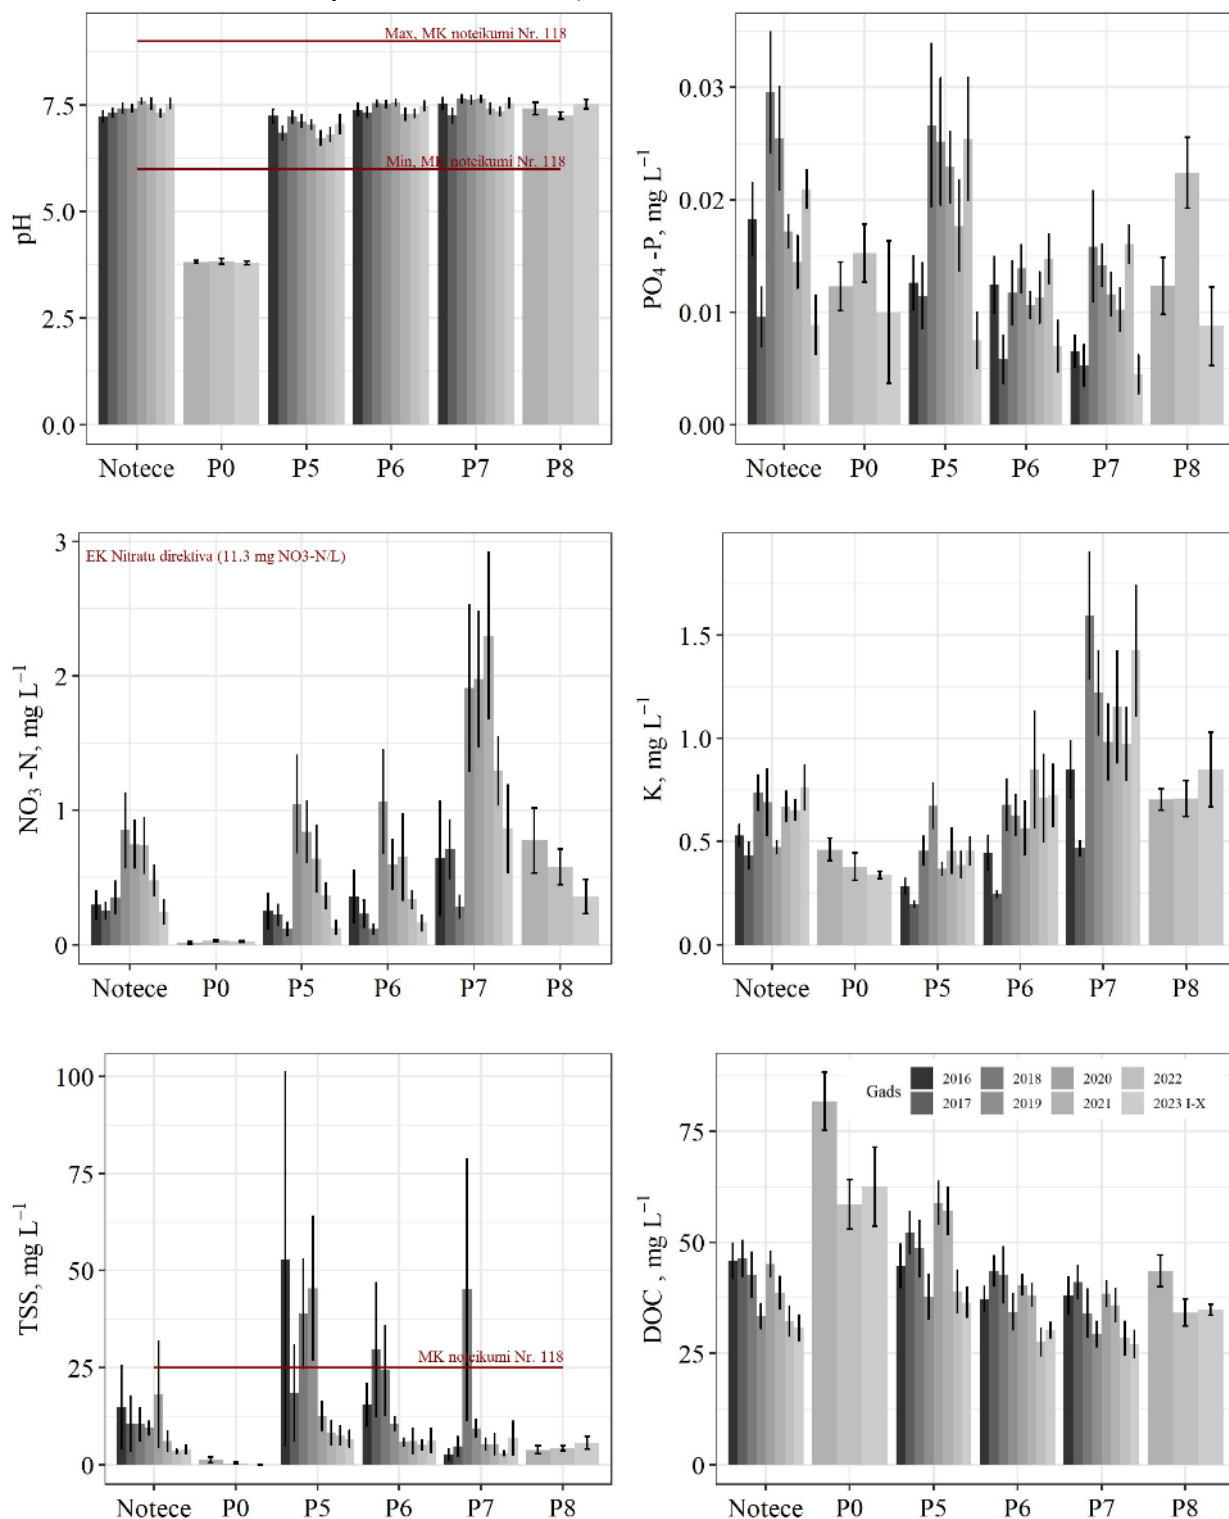 Max, MK noteikumi Nr. 118
Min, MK noteikumi Nr. 118
pH
7.5
5.0
2.5
0.0
Notece P0 P5 P6 P7 P8
PO₄ -P, mg L⁻¹
0.03
0.02
0.01
0.00
Notece P0 P5 P6 P7 P8
EK Nitratu direktiva (11.3 mg NO3-N/L)
NO₃ -N, mg L⁻¹
3
2
1
0
Notece P0 P5 P6 P7 P8
K, mg L⁻¹
1.5
1.0
0.5
0.0
Notece P0 P5 P6 P7 P8
MK noteikumi Nr. 118
TSS, mg L⁻¹
100
75
50
25
0
Notece P0 P5 P6 P7 P8
Gads
2016 2018 2020 2022
2017 2019 2021 2023 I-X
DOC , mg L⁻¹
75
50
25
0
Notece P0 P5 P6 P7 P8